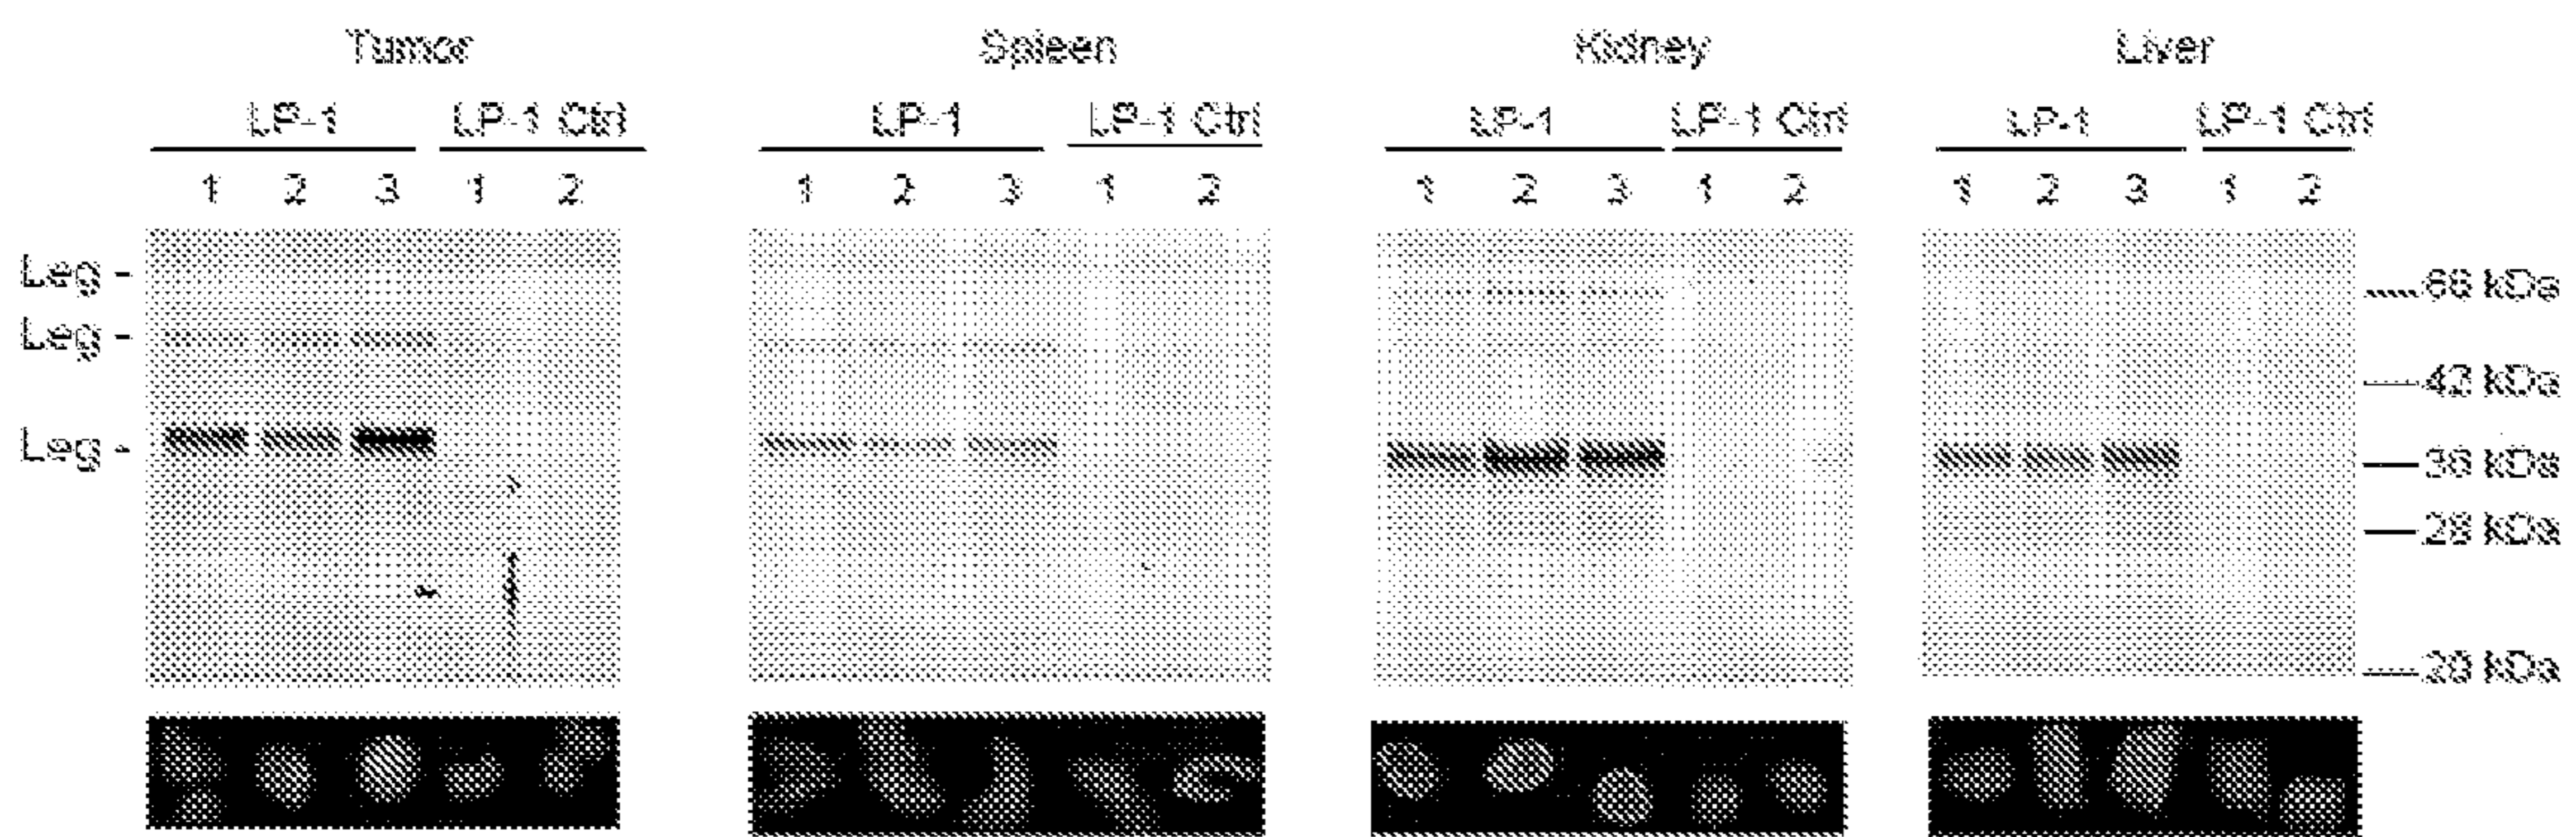 Tumor Spleen Kidney Liver
LP-1 LP-1 Ctrl LP-1 LP-1 Ctrl LP-1 LP-1 Ctrl LP-1 LP-1 Ctrl
1 2 3 1 2 1 2 3 1 2 1 2 3 1 2 1 2 3 1 2
Leg - 66 kDa
Leg -
42 kDa
Leg - 36 kDa
28 kDa
20 kDa